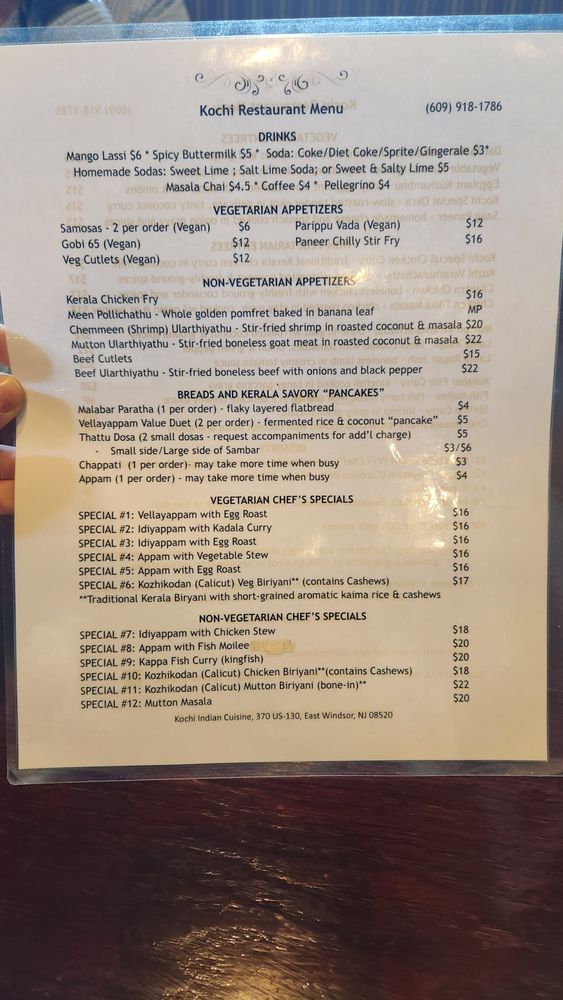 Kochi Restaurant Menu (609) 918-1786
DRINKS
Mango Lassi $6 * Spicy Buttermilk $5 * Soda: Coke/Diet Coke/Sprite/Gingerale $3*
Homemade Sodas: Sweet Lime ; Salt Lime Soda; or Sweet & Salty Lime $5
Masala Chai $4.5 * Coffee $4 * Pellegrino $4
VEGETARIAN APPETIZERS
Samosas - 2 per order (Vegan) $6 Parippu Vada (Vegan) $12
Gobi 65 (Vegan) $12 Paneer Chilly Stir Fry $16
Veg Cutlets (Vegan) $12
NON-VEGETARIAN APPETIZERS
Kerala Chicken Fry $16
Meen Pollichathu - Whole golden pomfret baked in banana leaf MP
Chemmeen (Shrimp) Ularthiyathu - Stir-fried shrimp in roasted coconut & masala $20
Mutton Ularthiyathu - Stir-fried boneless goat meat in roasted coconut & masala $22
Beef Cutlets $15
Beef Ularthiyathu - Stir-fried boneless beef with onions and black pepper $22
BREADS AND KERALA SAVORY “PANCAKES”
Malabar Paratha (1 per order) - flaky layered flatbread $4
Vellayappam Value Duet (2 per order) - fermented rice & coconut “pancake” $5
Thattu Dosa (2 small dosas - request accompaniments for add’l charge) $5
- Small side/Large side of Sambar $3/$6
Chappati (1 per order)- may take more time when busy $3
Appam (1 per order) - may take more time when busy $4
VEGETARIAN CHEF’S SPECIALS
SPECIAL #1: Vellayappam with Egg Roast $16
SPECIAL #2: Idiyappam with Kadala Curry $16
SPECIAL #3: Idiyappam with Egg Roast $16
SPECIAL #4: Appam with Vegetable Stew $16
SPECIAL #5: Appam with Egg Roast $16
SPECIAL #6: Kozhikodan (Calicut) Veg Biriyani** (contains Cashews) $17
**Traditional Kerala Biryani with short-grained aromatic kaima rice & cashews
NON-VEGETARIAN CHEF’S SPECIALS
SPECIAL #7: Idiyappam with Chicken Stew $18
SPECIAL #8: Appam with Fish Moilee $20
SPECIAL #9: Kappa Fish Curry (kingfish) $20
SPECIAL #10: Kozhikodan (Calicut) Chicken Biriyani**(contains Cashews) $18
SPECIAL #11: Kozhikodan (Calicut) Mutton Biriyani (bone-in)** $22
SPECIAL #12: Mutton Masala $20
Kochi Indian Cuisine, 370 US-130, East Windsor, NJ 08520